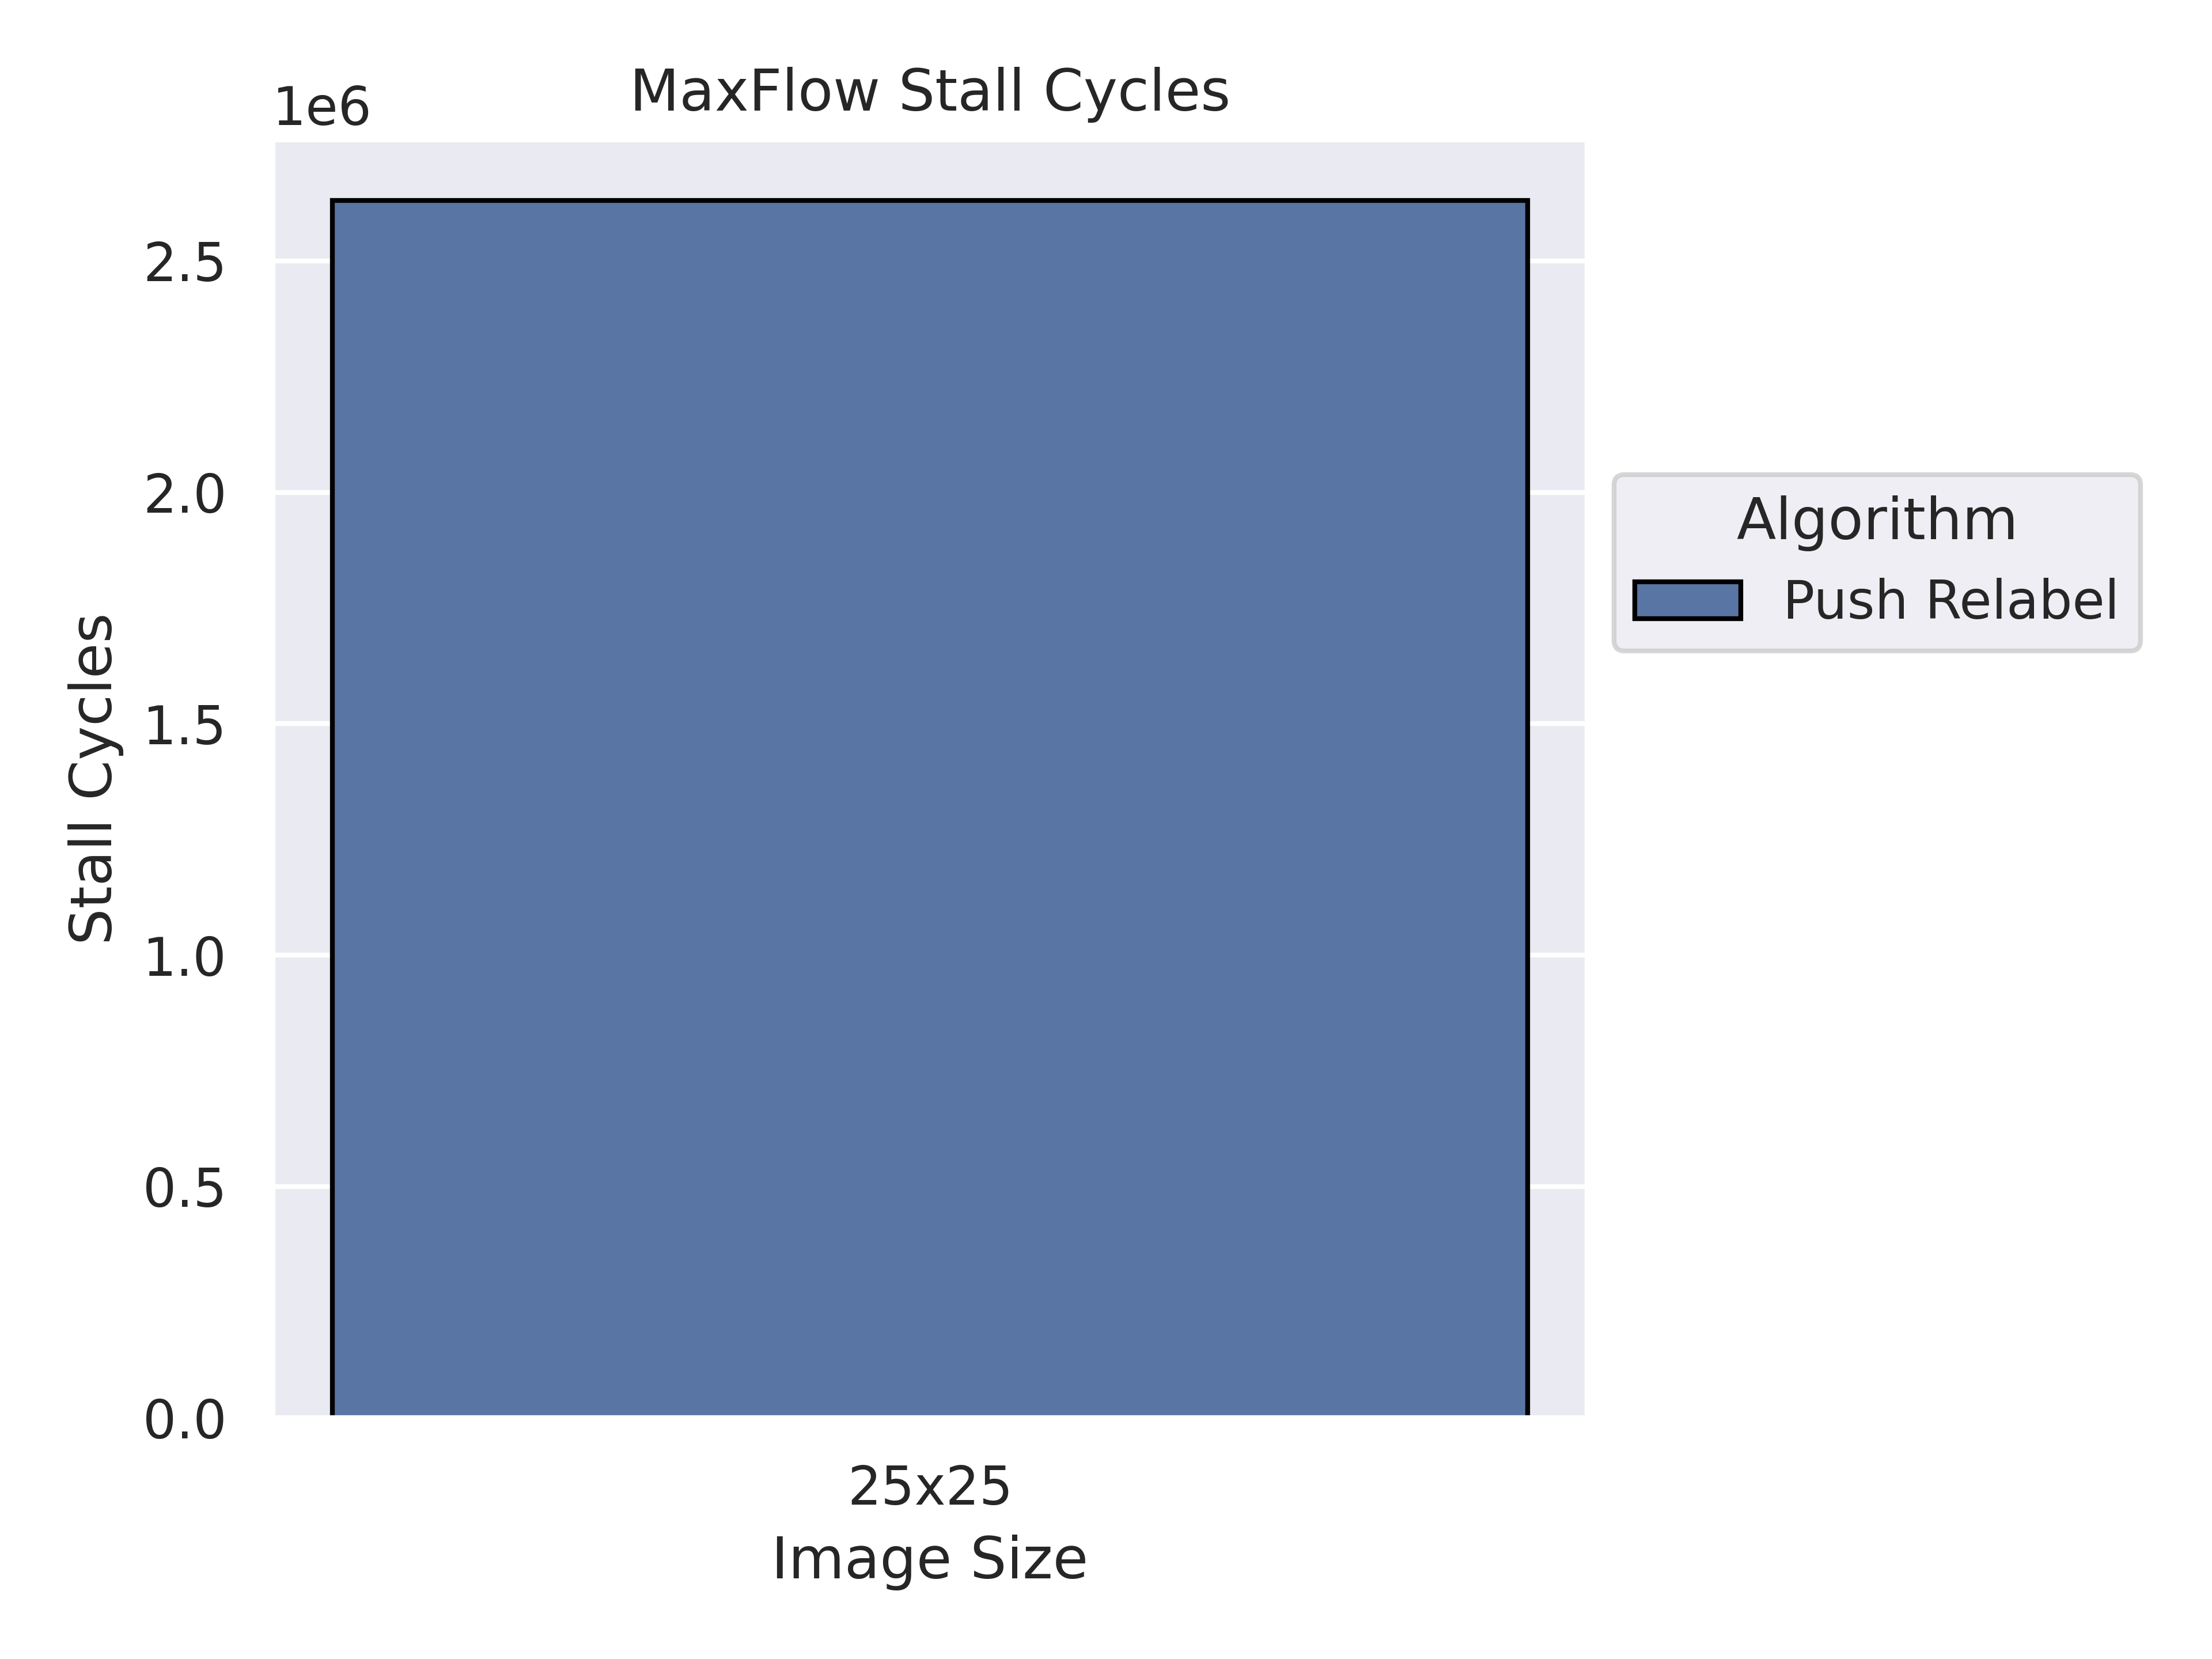 MaxFlow Stall Cycles
1e6
2.5
2.0
1.5
1.0
0.5
0.0
Stall Cycles
25x25
Image Size
Algorithm
Push Relabel